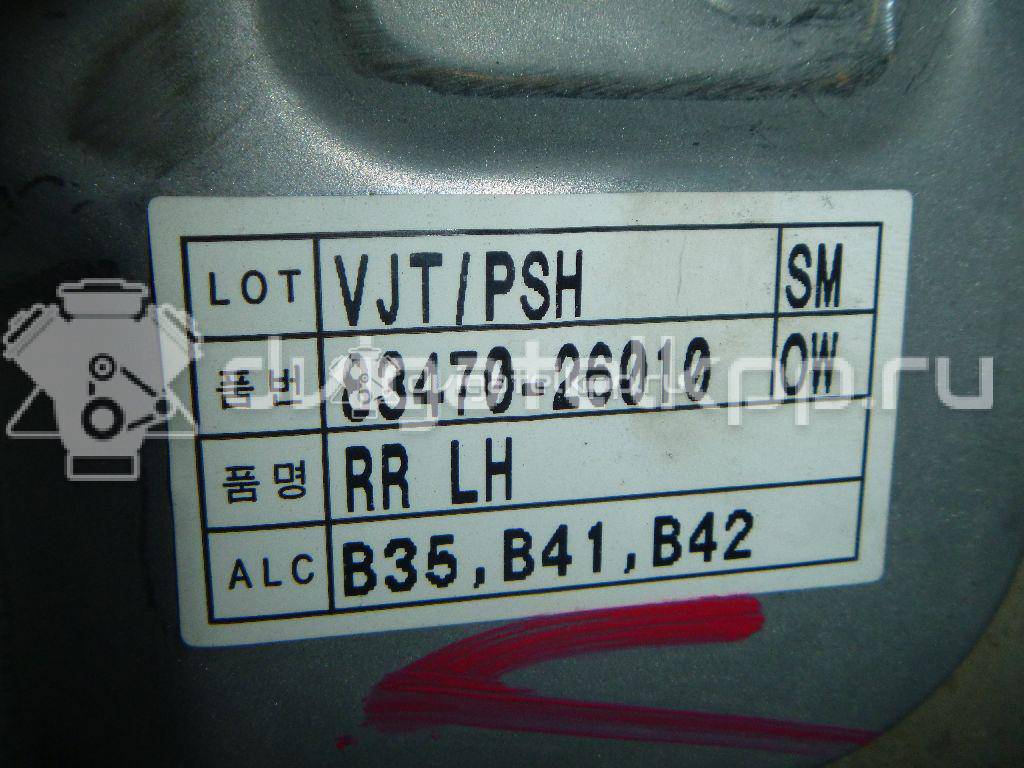 LOT VJT/PSH SM
품번 83470-26010 OW
품명 RR LH
ALC B35,B41,B42